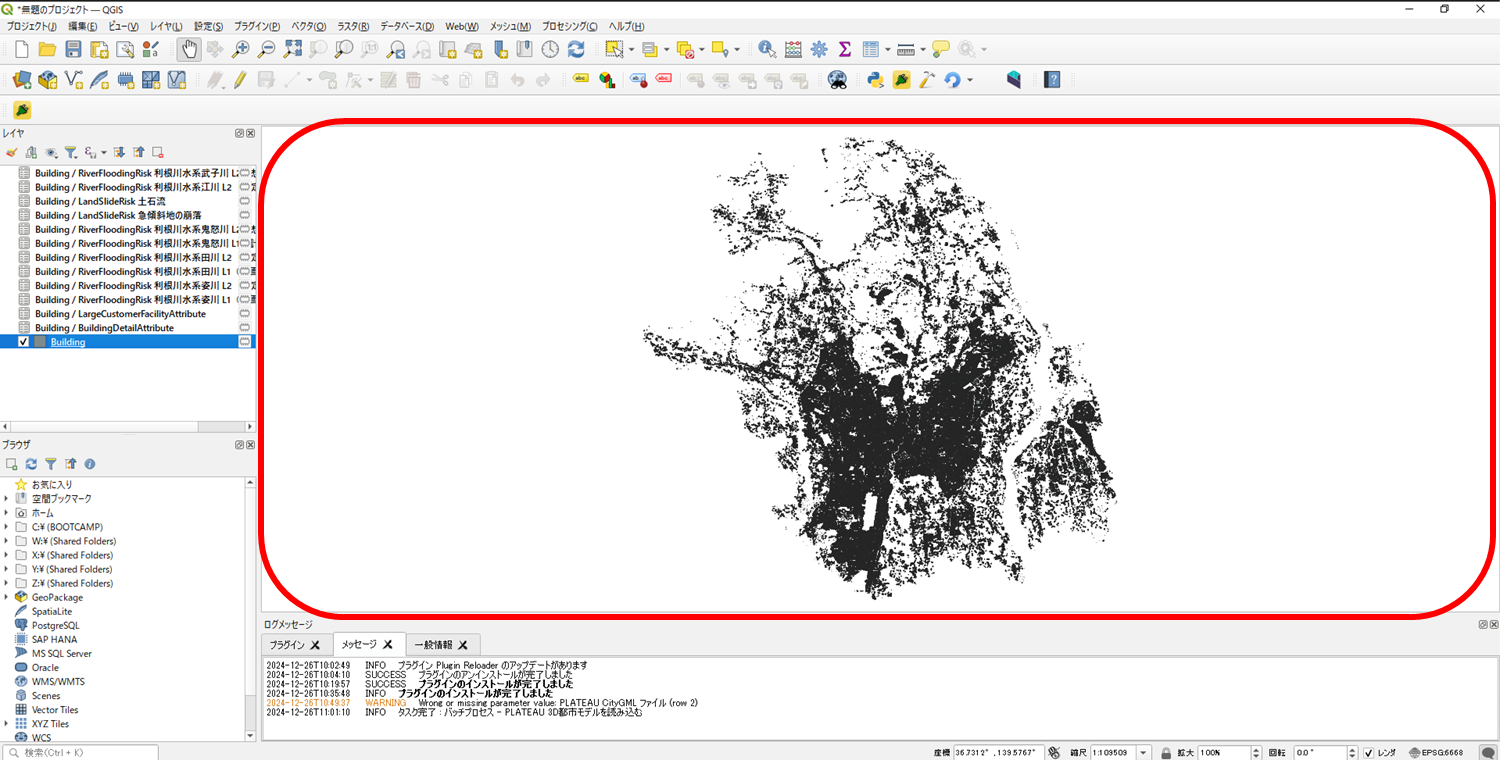 *無題のプロジェクト — QGIS
プロジェクト(J) 編集(E) ビュー(V) レイヤ(L) 設定(S) プラグイン(P) ベクタ(O) ラスタ(R) データベース(D) Web(W) メッシュ(M) プロセシング(C) ヘルプ(H)
レイヤ
Building / RiverFloodingRisk 利根川水系武子川 L2
Building / RiverFloodingRisk 利根川水系江川 L2
Building / LandSlideRisk 土石流
Building / LandSlideRisk 急傾斜地の崩落
Building / RiverFloodingRisk 利根川水系鬼怒川 L2
Building / RiverFloodingRisk 利根川水系鬼怒川 L1
Building / RiverFloodingRisk 利根川水系田川 L2
Building / RiverFloodingRisk 利根川水系田川 L1
Building / RiverFloodingRisk 利根川水系姿川 L2
Building / RiverFloodingRisk 利根川水系姿川 L1
Building / LargeCustomerFacilityAttribute
Building / BuildingDetailAttribute
Building
ブラウザ
お気に入り
空間ブックマーク
ホーム
C:¥ (BOOTCAMP)
W:¥ (Shared Folders)
X:¥ (Shared Folders)
Y:¥ (Shared Folders)
Z:¥ (Shared Folders)
GeoPackage
SpatiaLite
PostgreSQL
SAP HANA
MS SQL Server
Oracle
WMS/WMTS
Scenes
Vector Tiles
XYZ Tiles
WCS
検索(Ctrl + K)
ログメッセージ
プラグイン メッセージ 一般情報
2024-12-26T10:02:49 INFO プラグイン Plugin Reloader のアップデートがあります
2024-12-26T10:04:10 SUCCESS プラグインのアンインストールが完了しました
2024-12-26T10:19:57 SUCCESS プラグインのインストールが完了しました
2024-12-26T10:35:48 INFO プラグインのインストールが完了しました
2024-12-26T10:49:37 WARNING Wrong or missing parameter value: PLATEAU CityGML ファイル (row 2)
2024-12-26T11:01:10 INFO タスク完了 : バッチプロセス - PLATEAU 3D都市モデルを読み込む
座標 36.7312° ,139.5767° 縮尺 1:109509 拡大 100% 回転 0.0° レンダ EPSG:6668